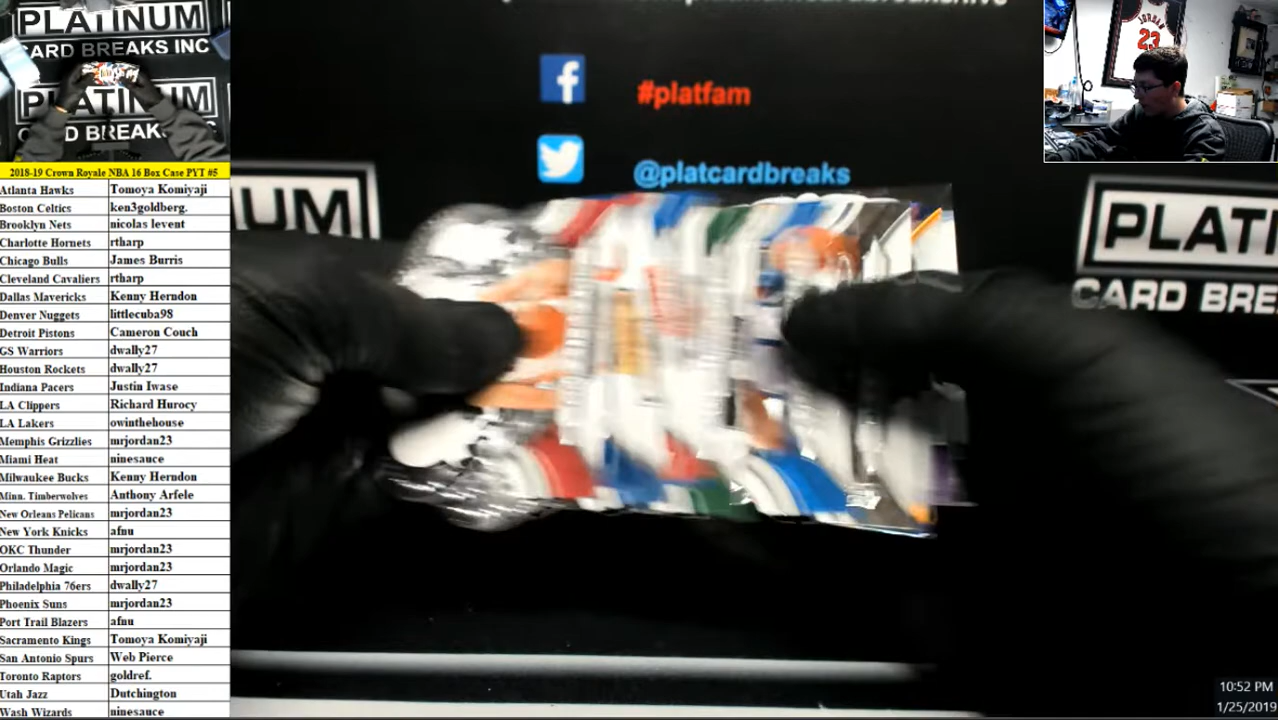 PLATINUM
CARD BREAKS INC
PLATINUM
CARD BREAK
2018-19 Crown Royale NBA 16 Box Case PYT #5
Atlanta Hawks Tomoya Komiyaji
Boston Celtics ken3goldberg.
Brooklyn Nets nicolas levent
Charlotte Hornets rtharp
Chicago Bulls James Burris
Cleveland Cavaliers rtharp
Dallas Mavericks Kenny Herndon
Denver Nuggets littlecuba98
Detroit Pistons Cameron Couch
GS Warriors dwally27
Houston Rockets dwally27
Indiana Pacers Justin Iwase
LA Clippers Richard Hurocy
LA Lakers owinthehouse
Memphis Grizzlies mrjordan23
Miami Heat ninesauce
Milwaukee Bucks Kenny Herndon
Minn. Timberwolves Anthony Arfele
New Orleans Pelicans mrjordan23
New York Knicks afnu
OKC Thunder mrjordan23
Orlando Magic mrjordan23
Philadelphia 76ers dwally27
Phoenix Suns mrjordan23
Port Trail Blazers afnu
Sacramento Kings Tomoya Komiyaji
San Antonio Spurs Web Pierce
Toronto Raptors goldref.
Utah Jazz Dutchington
Wash Wizards ninesauce
#platfam
@platcardbreaks
NUM
PLATI
CARD BRE
JORDAN
23
10:52 PM
1/25/2019